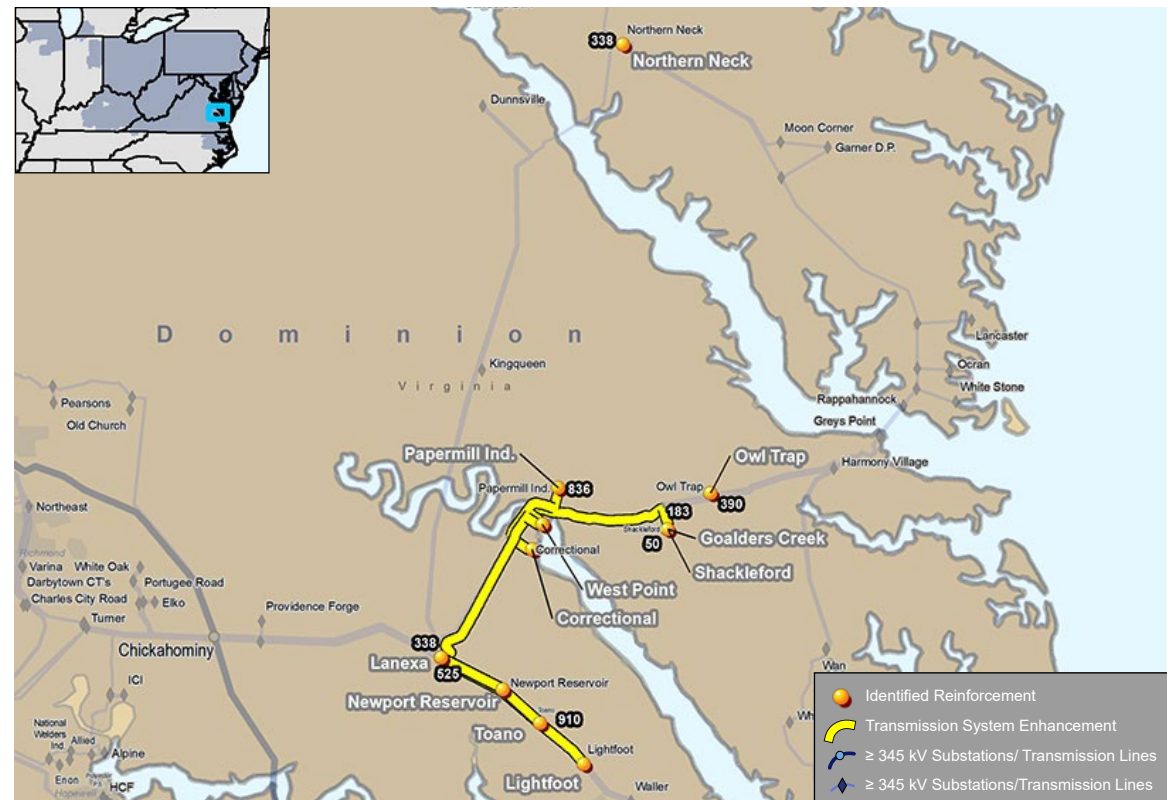 Northern Neck
338
Northern Neck
Dunnsville
Moon Corner
Garner D.P.
Dominion
Lancaster
Kingqueen
Ocran
Virginia
White Stone
Pearsons
Rappahannock
Old Church
Greys Point
Papermill Ind.
Owl Trap
Harmony Village
Papermill Ind.
836
Owl Trap
390
Northeast
183
Shackleford
50
Goalders Creek
Richmond
Correctional
Varina
White Oak
Shackleford
Darbytown CT's
Portugee Road
West Point
Charles City Road
Elko
Providence Forge
Correctional
Turner
338
Chickahominy
Lanexa
525
Wan
ICI
Newport Reservoir
Newport Reservoir
Identified Reinforcement
Toano
910
Wh
National
Welders
Ind.
Allied
Toano
Transmission System Enhancement
Alpine
Lightfoot
≥ 345 kV Substations/ Transmission Lines
Enon
HCF
Hopewell
Lightfoot
Waller
≥ 345 kV Substations/Transmission Lines